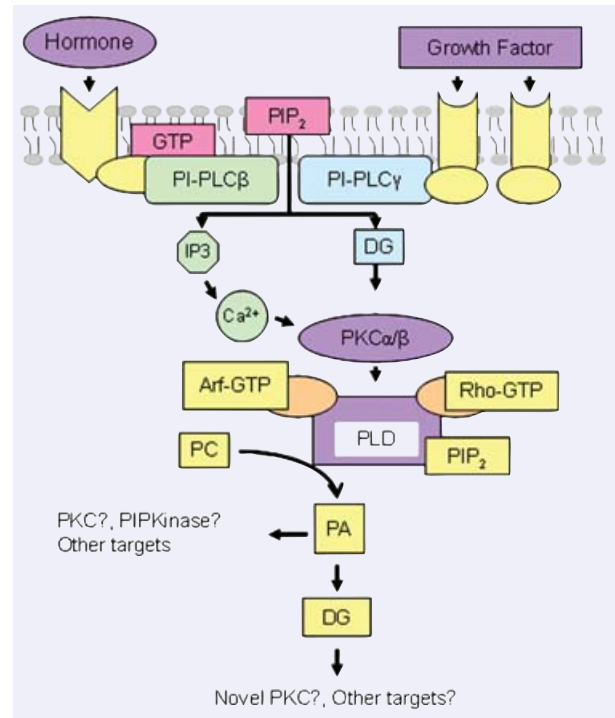 Hormone
Growth Factor
PIP₂
GTP
PI-PLCβ
PI-PLCγ
IP3
DG
Ca²⁺
PKCα/β
Arf-GTP
Rho-GTP
PLD
PC
PIP₂
PKC?, PIPKinase?
Other targets
PA
DG
Novel PKC?, Other targets?